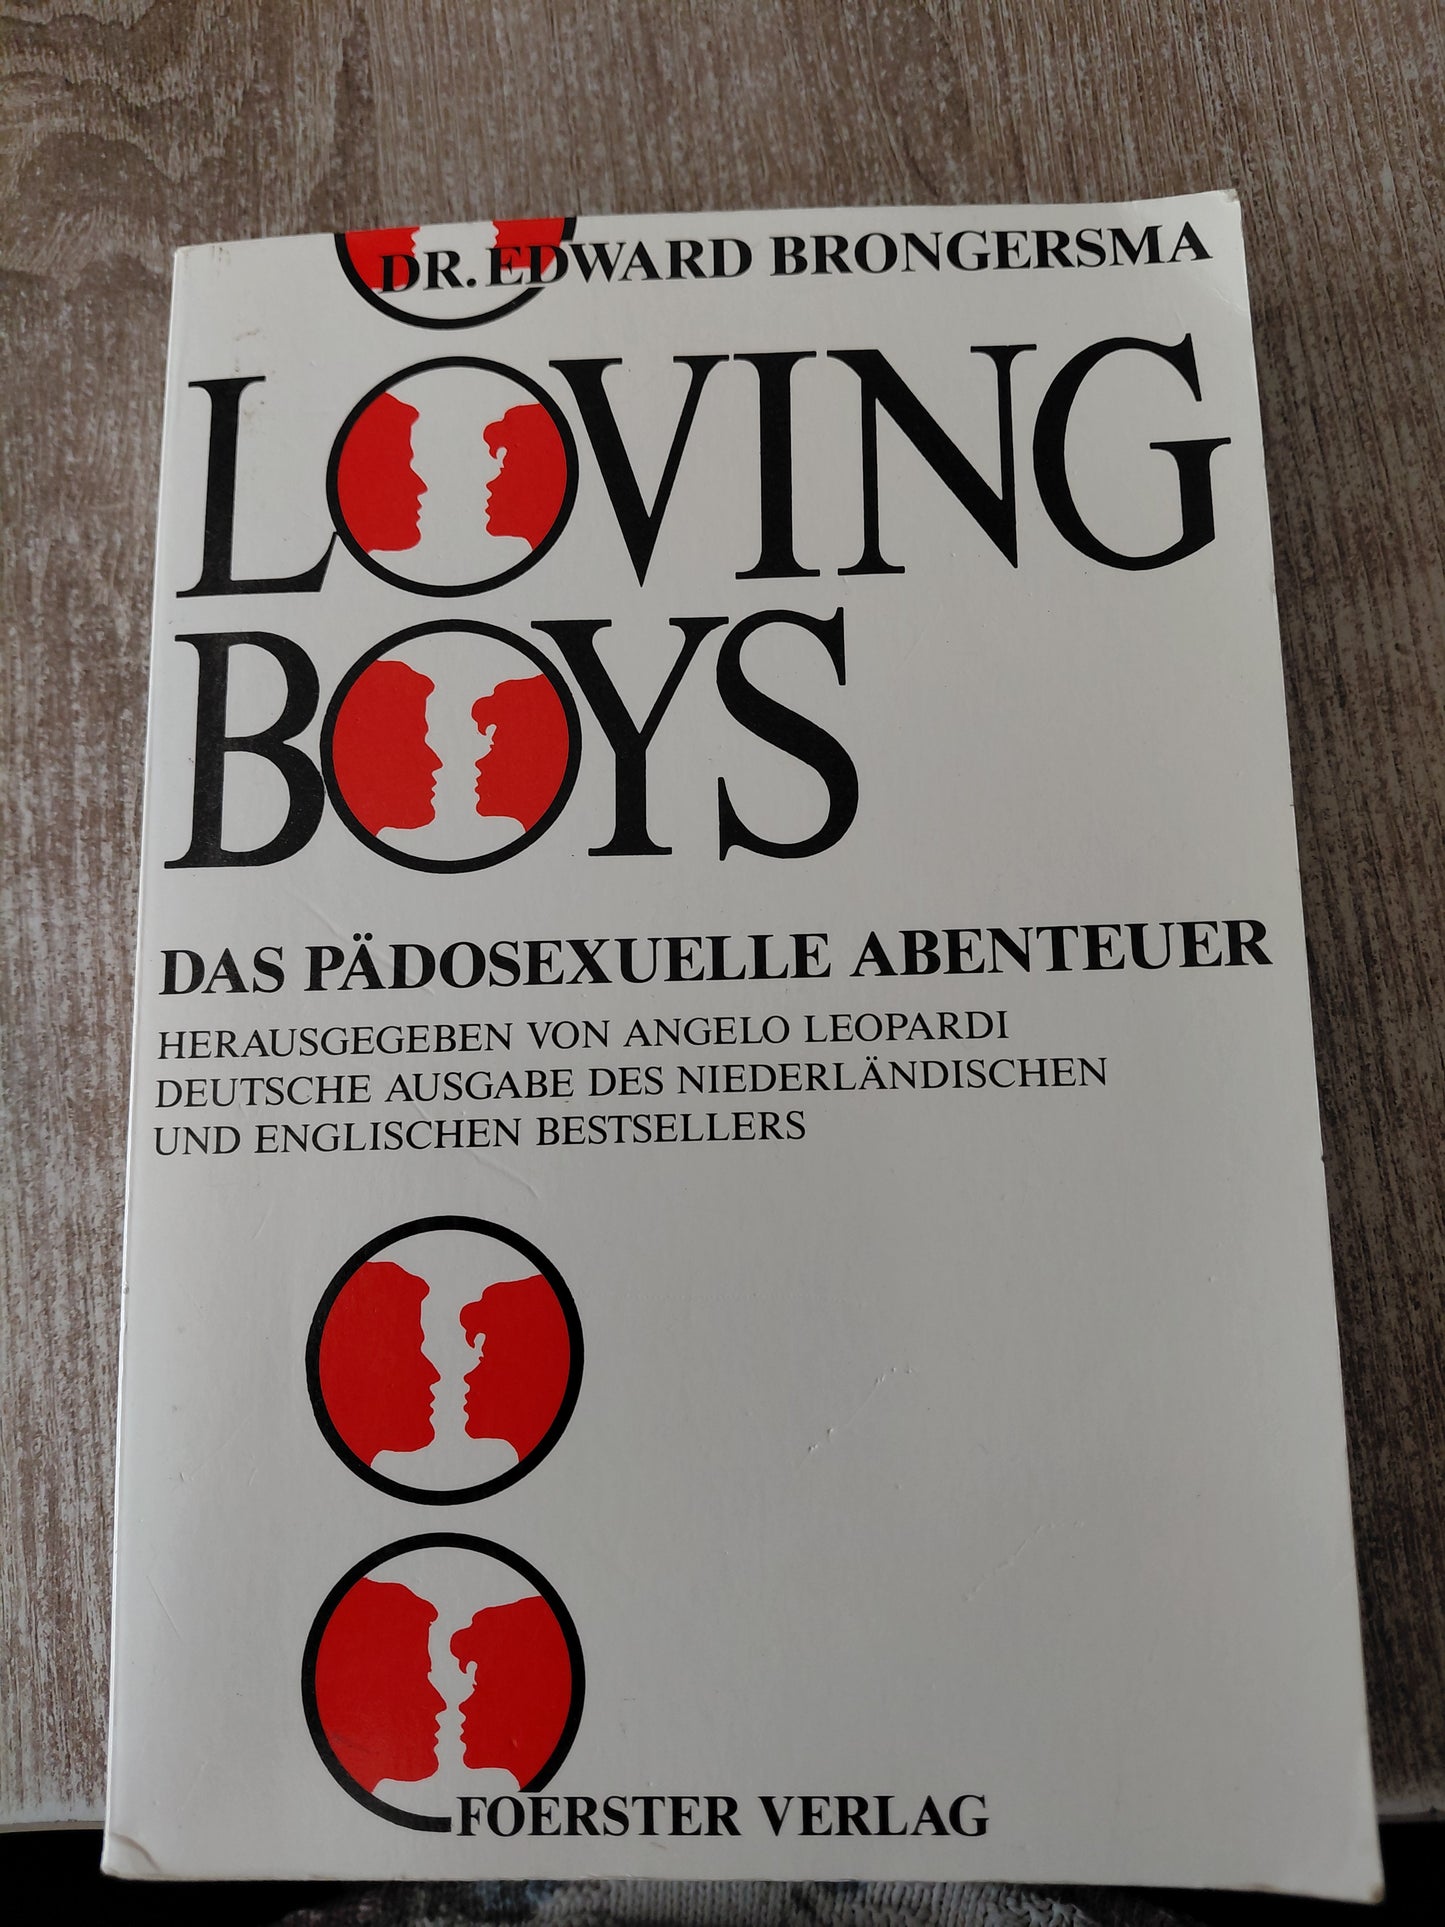 DR. EDWARD BRONGERSMA
LOVING
BOYS
DAS PÄDOSEXUELLE ABENTEUER
HERAUSGEGEBEN VON ANGELO LEOPARDI
DEUTSCHE AUSGABE DES NIEDERLÄNDISCHEN
UND ENGLISCHEN BESTSELLERS
FOERSTER VERLAG